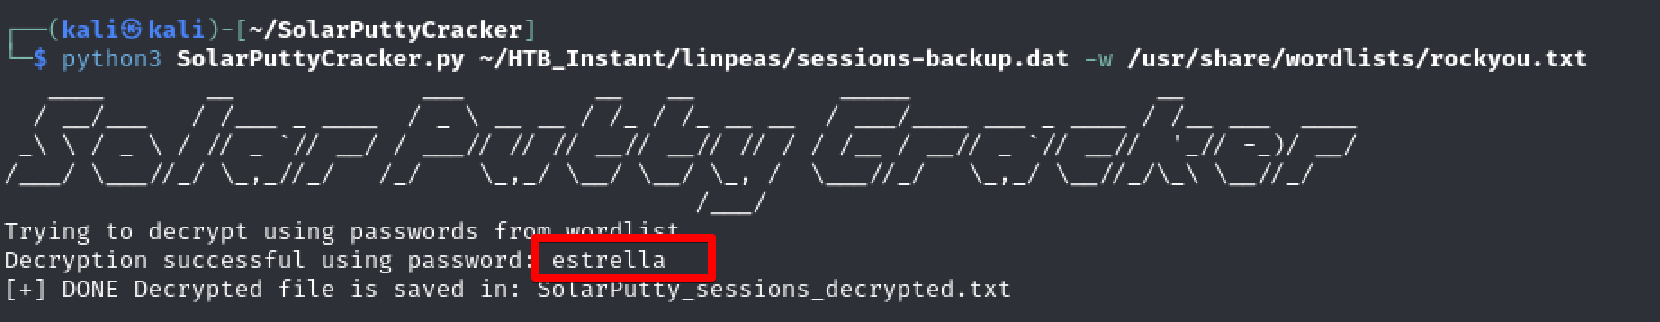 ┌──(kali㉿kali)-[~/SolarPuttyCracker]
└─$ python3 SolarPuttyCracker.py ~/HTB_Instant/linpeas/sessions-backup.dat -w /usr/share/wordlists/rockyou.txt
Solar Putty Cracker
Trying to decrypt using passwords from wordlist
Decryption successful using password: estrella
[+] DONE Decrypted file is saved in: SolarPutty_sessions_decrypted.txt